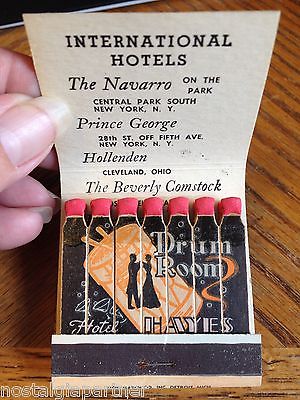 INTERNATIONAL
HOTELS
The Navarro ON THE PARK
CENTRAL PARK SOUTH
NEW YORK, N. Y.
Prince George
28th ST. OFF FIFTH AVE.
NEW YORK, N. Y.
Hollenden
CLEVELAND, OHIO
The Beverly Comstock
Drum
Room
Hotel HAYES
DETROIT, MICH.
nostalgiapartner